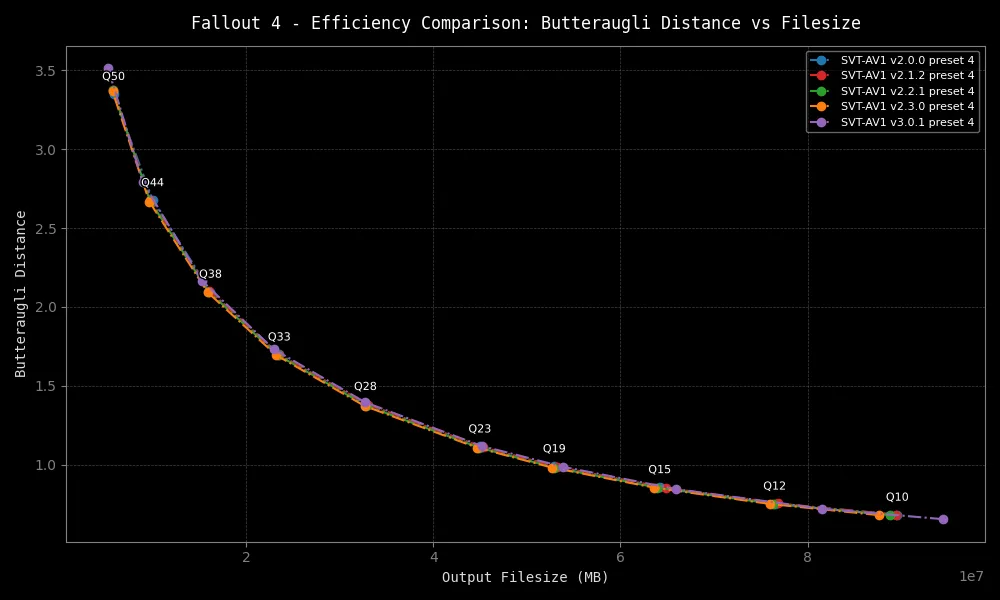 Fallout 4 - Efficiency Comparison: Butteraugli Distance vs Filesize
SVT-AV1 v2.0.0 preset 4
SVT-AV1 v2.1.2 preset 4
SVT-AV1 v2.2.1 preset 4
SVT-AV1 v2.3.0 preset 4
SVT-AV1 v3.0.1 preset 4
Butteraugli Distance
3.5
3.0
2.5
2.0
1.5
1.0
Q50
Q44
Q38
Q33
Q28
Q23
Q19
Q15
Q12
Q10
2
4
6
8
1e7
Output Filesize (MB)